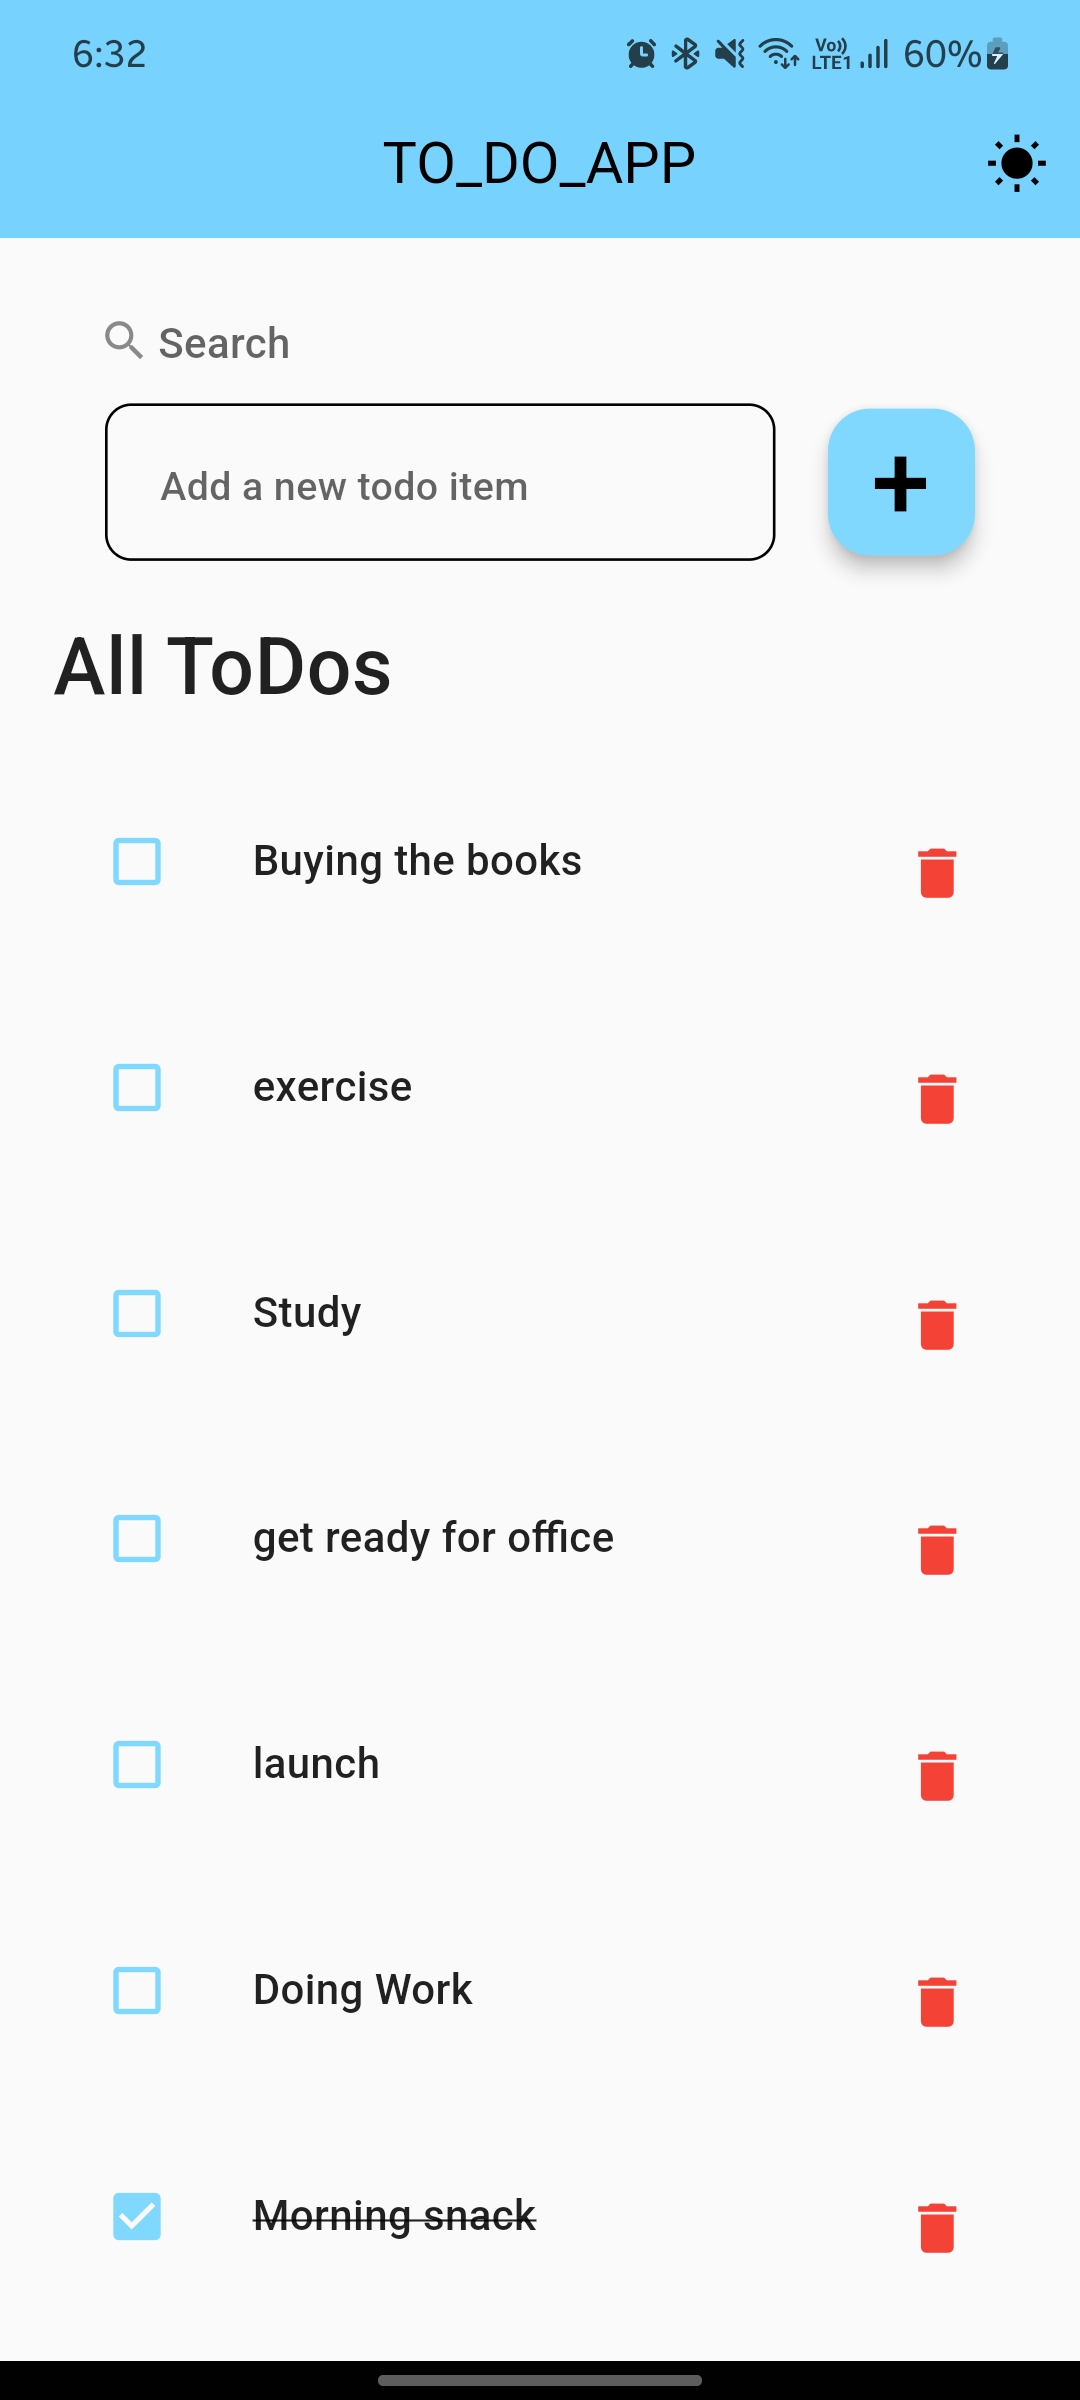 6:32 Vo)) LTE1 60%
TO_DO_APP
Search
Add a new todo item
All ToDos
Buying the books
exercise
Study
get ready for office
launch
Doing Work
Morning snack